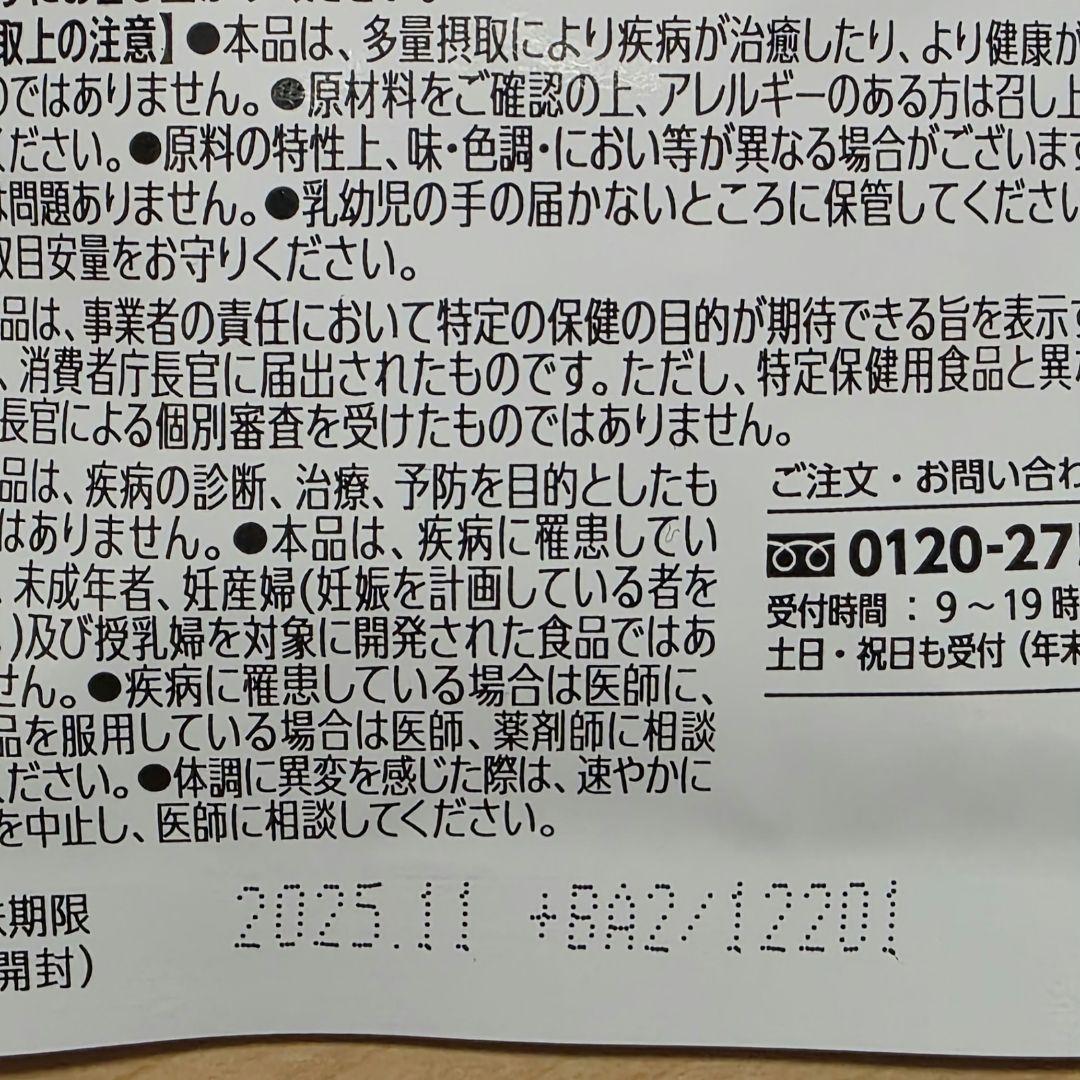 取上の注意】●本品は、多量摂取により疾病が治癒したり、より健康が
のではありません。●原材料をご確認の上、アレルギーのある方は召し上
ください。●原料の特性上、味・色調・におい等が異なる場合がございます
は問題ありません。●乳幼児の手の届かないところに保管してください
取目安量をお守りください。
品は、事業者の責任において特定の保健の目的が期待できる旨を表示す
、消費者庁長官に届出されたものです。ただし、特定保健用食品と異な
長官による個別審査を受けたものではありません。
品は、疾病の診断、治療、予防を目的としたも
はありません。●本品は、疾病に罹患してい
、未成年者、妊産婦(妊娠を計画している者を
。)及び授乳婦を対象に開発された食品ではあ
せん。●疾病に罹患している場合は医師に、
品を服用している場合は医師、薬剤師に相談
ください。●体調に異変を感じた際は、速やかに
を中止し、医師に相談してください。
ご注文・お問い合わ
0120-27
受付時間:9〜19時
土日・祝日も受付(年末
期限
開封)
2025.11 +BA2/12201